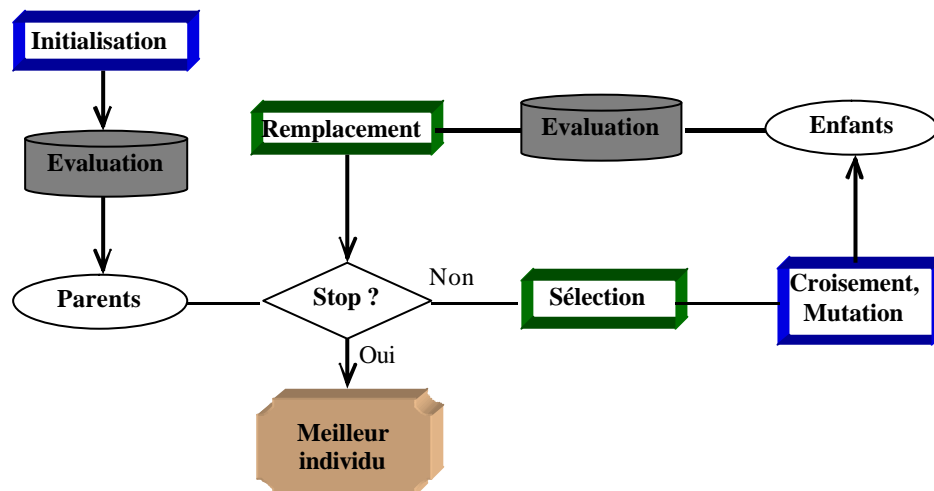 Initialisation
Remplacement
Evaluation
Enfants
Evaluation
Non
Parents
Stop ?
Sélection
Croisement,
Mutation
Oui
Meilleur
individu